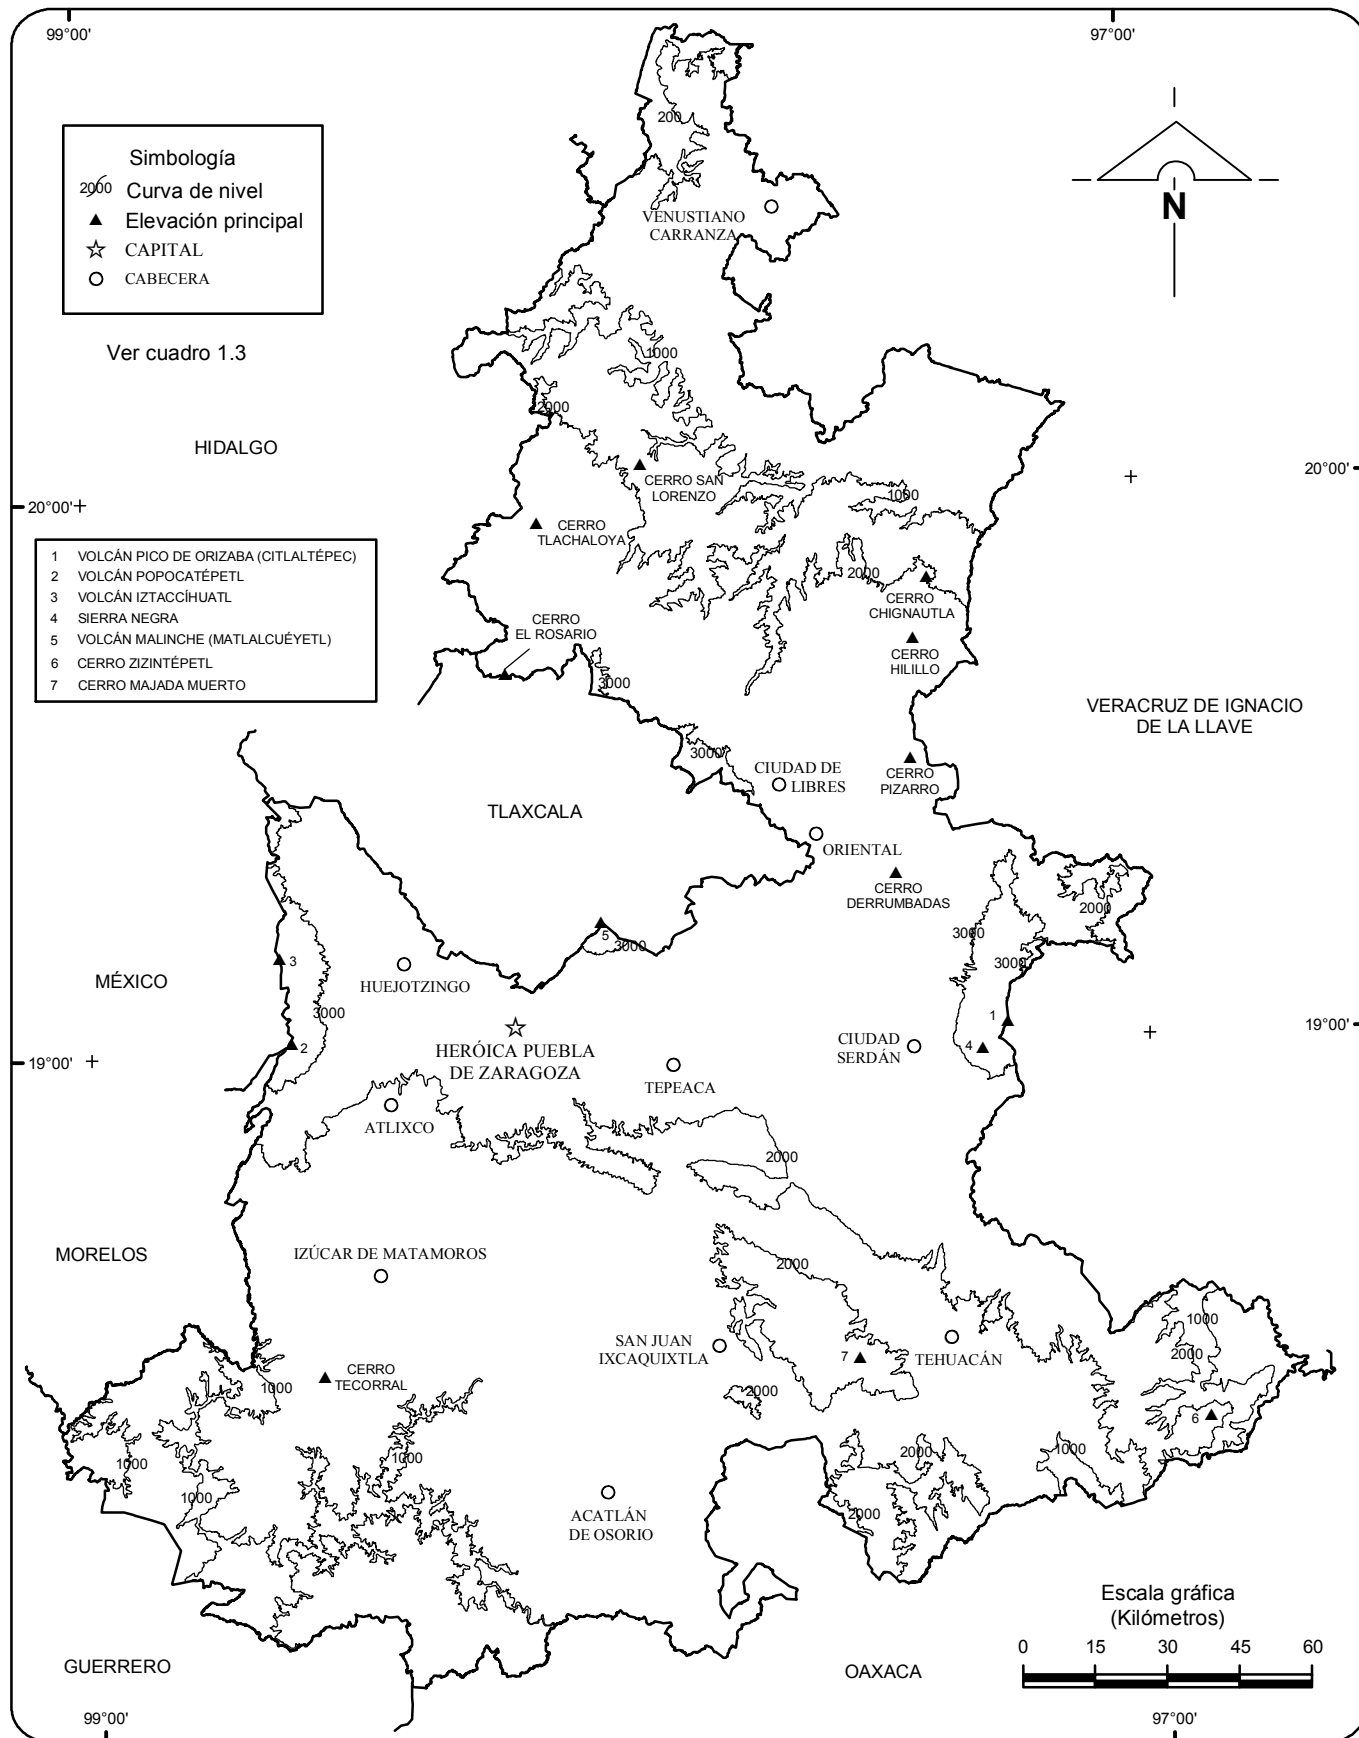 99°00'
97°00'
Simbología
2000 Curva de nivel
Elevación principal
CAPITAL
CABECERA
Ver cuadro 1.3
N
200
VENUSTIANO
CARRANZA
1000
2000
HIDALGO
CERRO SAN
LORENZO
1000
20°00'
20°00'
CERRO
TLACHALOYA
2000
CERRO
CHIGNAUTLA
1 VOLCÁN PICO DE ORIZABA (CITLALTÉPEC)
2 VOLCÁN POPOCATÉPETL
3 VOLCÁN IZTACCÍHUATL
4 SIERRA NEGRA
5 VOLCÁN MALINCHE (MATLALCUÉYETL)
6 CERRO ZIZINTÉPETL
7 CERRO MAJADA MUERTO
CERRO
EL ROSARIO
CERRO
HILILLO
3000
VERACRUZ DE IGNACIO
DE LA LLAVE
3000
CIUDAD DE
LIBRES
CERRO
PIZARRO
TLAXCALA
ORIENTAL
CERRO
DERRUMBADAS
2000
3000
3000
5
3000
3
HUEJOTZINGO
MÉXICO
3000
1
4
2
HERÓICA PUEBLA
DE ZARAGOZA
CIUDAD
SERDÁN
19°00'
19°00'
TEPEACA
ATLIXCO
2000
MORELOS
IZÚCAR DE MATAMOROS
2000
1000
2000
SAN JUAN
IXCAQUIXTLA
7
TEHUACÁN
CERRO
TECORRAL
1000
2000
6
1000
1000
1000
2000
1000
2000
ACATLÁN
DE OSORIO
Escala gráfica
(Kilómetros)
0 15 30 45 60
GUERRERO
OAXACA
99°00'
97°00'